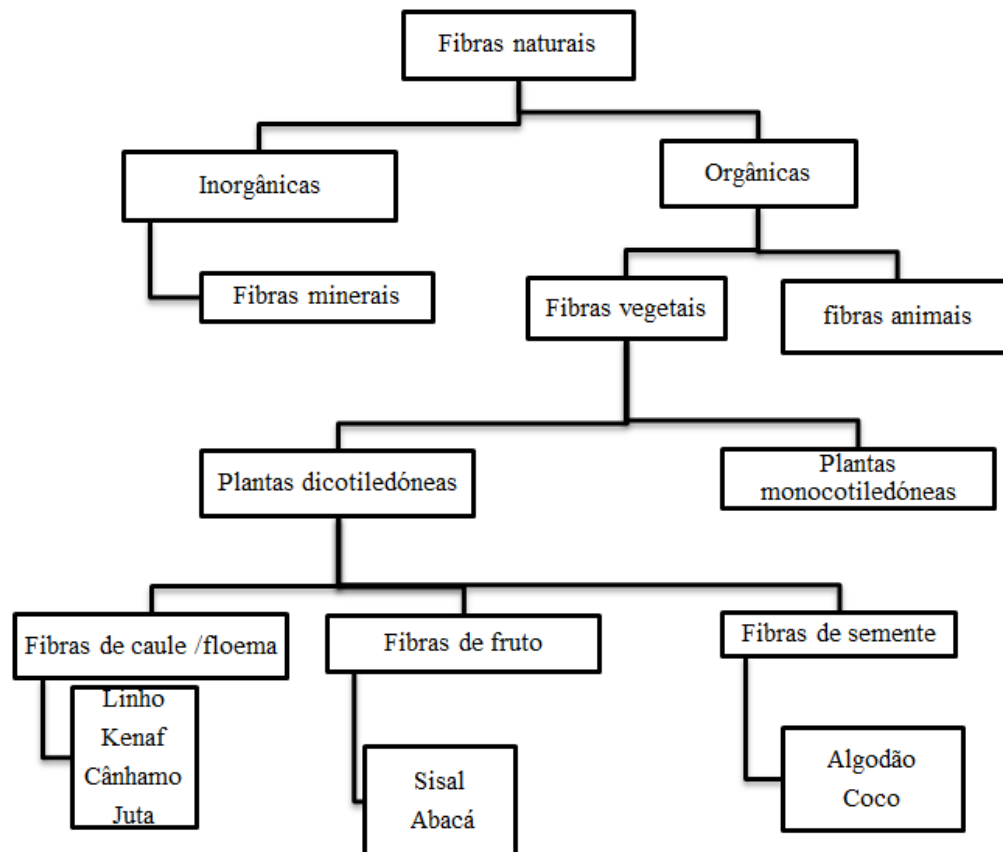 Fibras naturais
Inorgânicas
Orgânicas
Fibras minerais
Fibras vegetais
fibras animais
Plantas dicotiledóneas
Plantas
monocotiledóneas
Fibras de caule /floema
Fibras de fruto
Fibras de semente
Linho
Kenaf
Cânhamo
Juta
Sisal
Abacá
Algodão
Coco